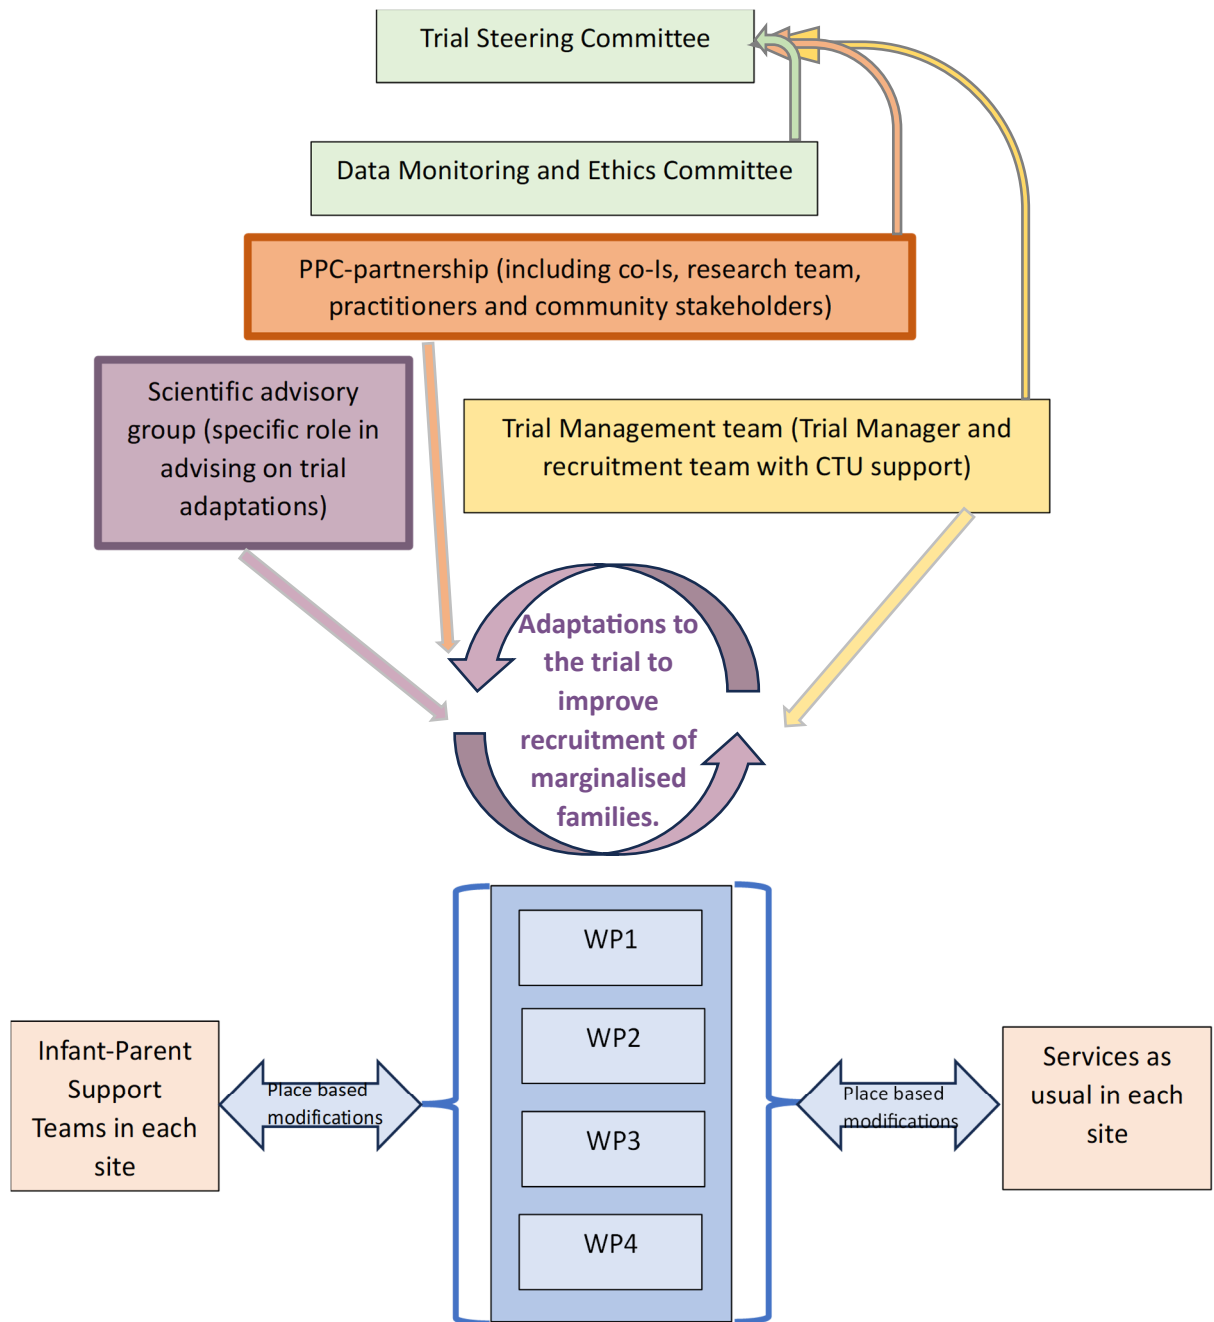 Trial Steering Committee
Data Monitoring and Ethics Committee
PPC-partnership (including co-Is, research team,
practitioners and community stakeholders)
Scientific advisory
group (specific role in
advising on trial
adaptations)
Trial Management team (Trial Manager and
recruitment team with CTU support)
Adaptations to
the trial to
improve
recruitment of
marginalised
families.
WP1
WP2
WP3
WP4
Infant-Parent
Support
Teams in each
site
Place based
modifications
Place based
modifications
Services as
usual in each
site